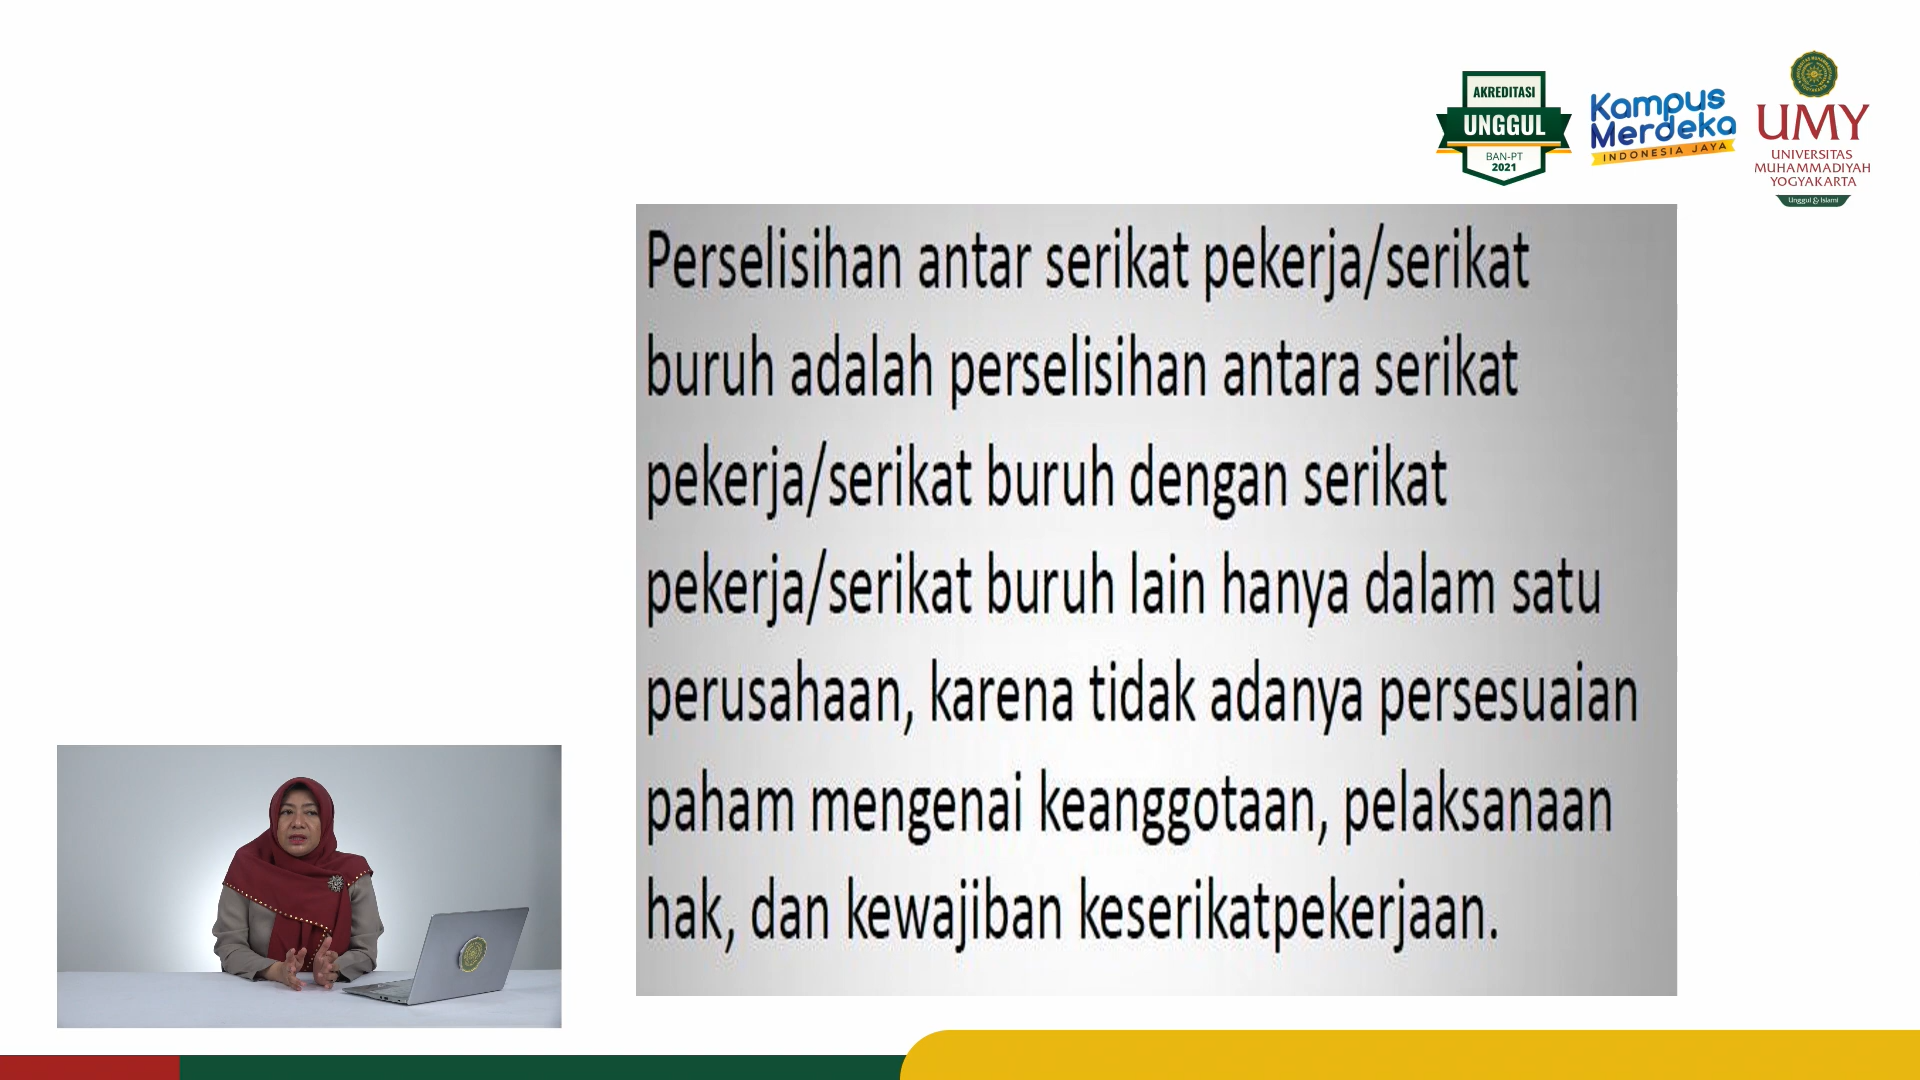 AKREDITASI
UNGGUL
BAN-PT
2021
Kampus
Merdeka
INDONESIA JAYA
UMY
UNIVERSITAS
MUHAMMADIYAH
YOGYAKARTA
Unggul & Islami
Perselisihan antar serikat pekerja/serikat
buruh adalah perselisihan antara serikat
pekerja/serikat buruh dengan serikat
pekerja/serikat buruh lain hanya dalam satu
perusahaan, karena tidak adanya persesuaian
paham mengenai keanggotaan, pelaksanaan
hak, dan kewajiban keserikatpekerjaan.